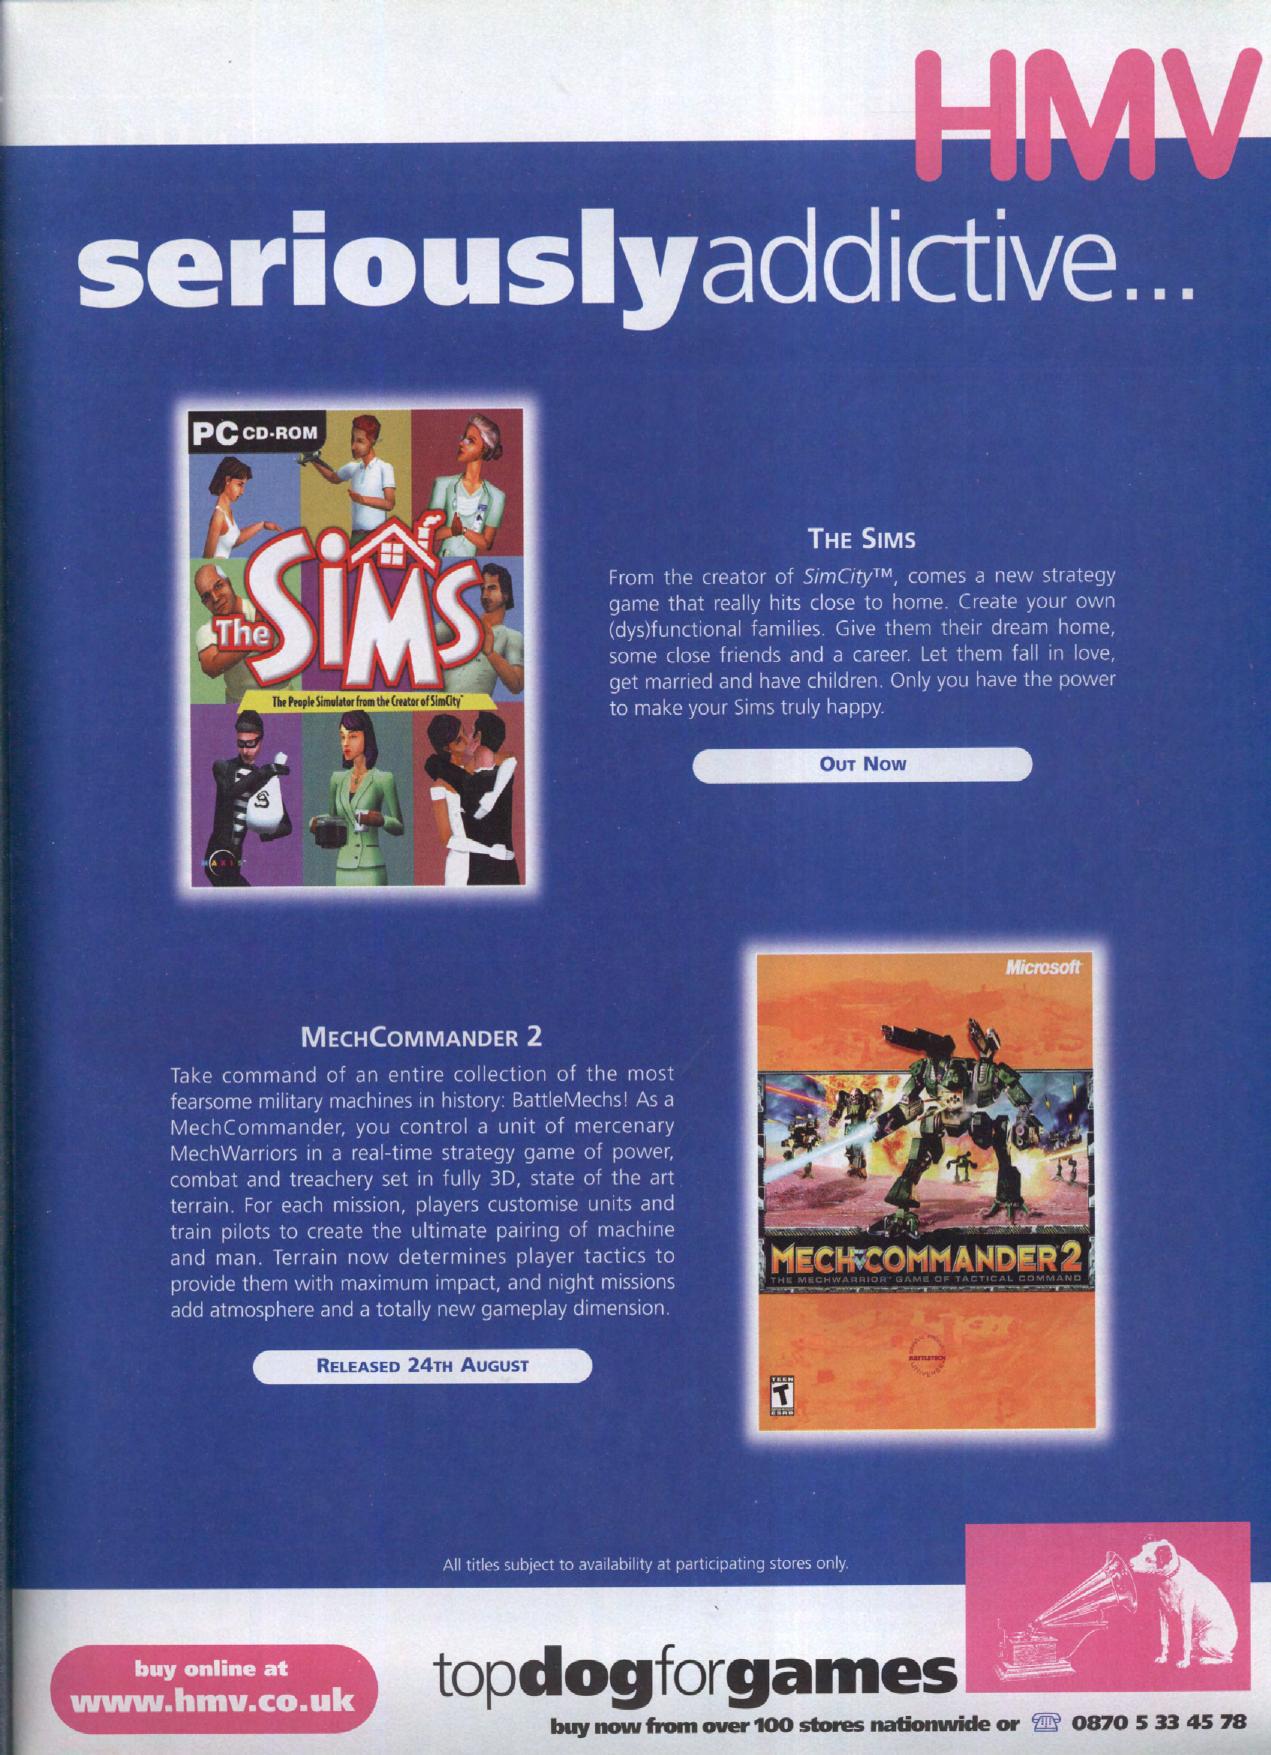 HMV
seriouslyaddictive...
PC CD-ROM
The Sims
The People Simulator from the Creator of SimCity™
MAXIS™
THE SIMS
From the creator of SimCity™, comes a new strategy
game that really hits close to home. Create your own
(dys)functional families. Give them their dream home,
some close friends and a career. Let them fall in love,
get married and have children. Only you have the power
to make your Sims truly happy.
OUT NOW
MECHCOMMANDER 2
Take command of an entire collection of the most
fearsome military machines in history: BattleMechs! As a
MechCommander, you control a unit of mercenary
MechWarriors in a real-time strategy game of power,
combat and treachery set in fully 3D, state of the art
terrain. For each mission, players customise units and
train pilots to create the ultimate pairing of machine
and man. Terrain now determines player tactics to
provide them with maximum impact, and night missions
add atmosphere and a totally new gameplay dimension.
RELEASED 24TH AUGUST
Microsoft
MECHCOMMANDER 2
THE MECHWARRIOR® GAME OF TACTICAL COMMAND
BATTLETECH
UNIVERSE
TEEN
T
ESRB
All titles subject to availability at participating stores only.
buy online at
www.hmv.co.uk
topdogforgames
buy now from over 100 stores nationwide or ☏ 0870 5 33 45 78